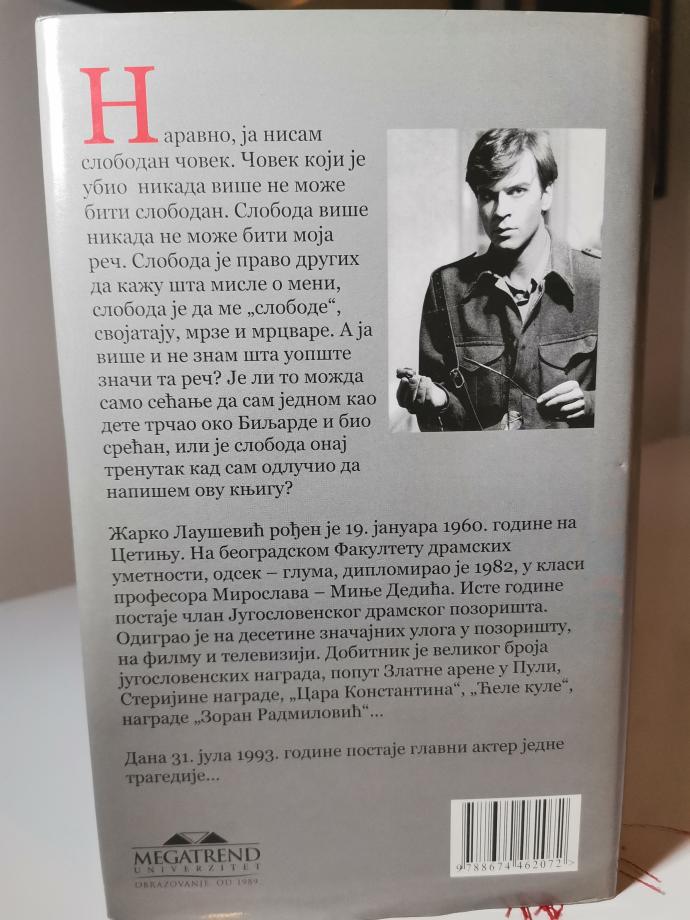 Наравно, ја нисам
слободан човек. Човек који је
убио никада више не може
бити слободан. Слобода више
никада не може бити моја
реч. Слобода је право других
да кажу шта мисле о мени,
слобода је да ме „слободе“,
својатају, мрзе и мрцваре. А ја
више и не знам шта уопште
значи та реч? Је ли то можда
само сећање да сам једном као
дете трчао око Биљарде и био
срећан, или је слобода онај
тренутак кад сам одлучио да
напишем ову књигу?
Жарко Лаушевић рођен је 19. јануара 1960. године на
Цетињу. На београдском Факултету драмских
уметности, одсек – глума, дипломирао је 1982, у класи
професора Мирослава – Миње Дедића. Исте године
постаје члан Југословенског драмског позоришта.
Одиграо је на десетине значајних улога у позоришту,
на филму и телевизији. Добитник је великог броја
југословенских награда, попут Златне арене у Пули,
Стеријине награде, „Цара Константина“, „Ћеле куле“,
награде „Зоран Радмиловић“...
Дана 31. јула 1993. године постаје главни актер једне
трагедије...
MEGATREND
UNIVERZITET
OBRAZOVANJE OD 1989.
9788674462072>